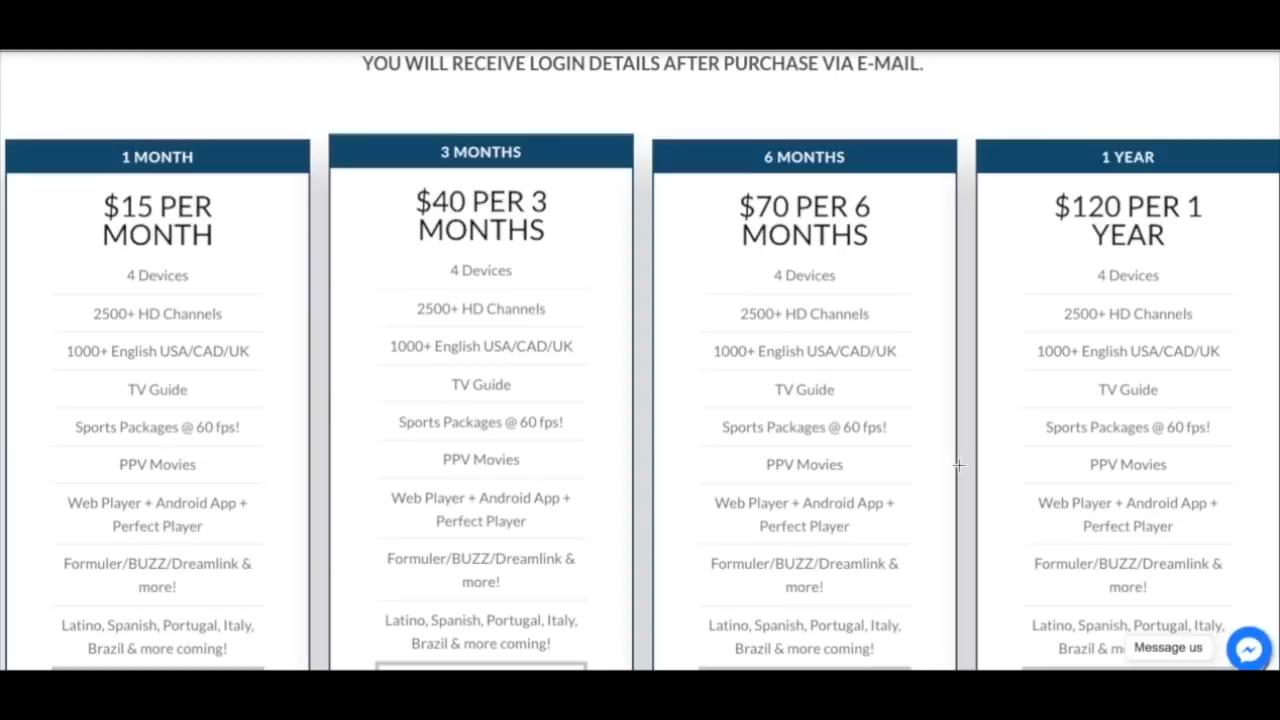 YOU WILL RECEIVE LOGIN DETAILS AFTER PURCHASE VIA E-MAIL.
1 MONTH
$15 PER
MONTH
4 Devices
2500+ HD Channels
1000+ English USA/CAD/UK
TV Guide
Sports Packages @ 60 fps!
PPV Movies
Web Player + Android App +
Perfect Player
Formuler/BUZZ/Dreamlink &
more!
Latino, Spanish, Portugal, Italy,
Brazil & more coming!
3 MONTHS
$40 PER 3
MONTHS
4 Devices
2500+ HD Channels
1000+ English USA/CAD/UK
TV Guide
Sports Packages @ 60 fps!
PPV Movies
Web Player + Android App +
Perfect Player
Formuler/BUZZ/Dreamlink &
more!
Latino, Spanish, Portugal, Italy,
Brazil & more coming!
6 MONTHS
$70 PER 6
MONTHS
4 Devices
2500+ HD Channels
1000+ English USA/CAD/UK
TV Guide
Sports Packages @ 60 fps!
PPV Movies
Web Player + Android App +
Perfect Player
Formuler/BUZZ/Dreamlink &
more!
Latino, Spanish, Portugal, Italy,
Brazil & more coming!
1 YEAR
$120 PER 1
YEAR
4 Devices
2500+ HD Channels
1000+ English USA/CAD/UK
TV Guide
Sports Packages @ 60 fps!
PPV Movies
Web Player + Android App +
Perfect Player
Formuler/BUZZ/Dreamlink &
more!
Latino, Spanish, Portugal, Italy,
Brazil &
Message us